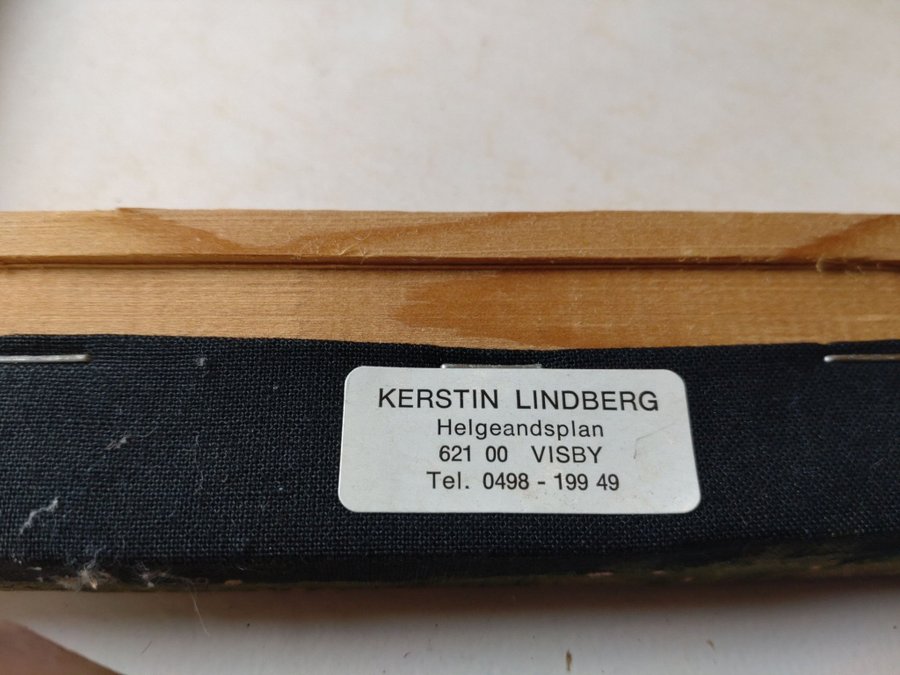 KERSTIN LINDBERG
Helgeandsplan
621 00 VISBY
Tel. 0498 - 199 49